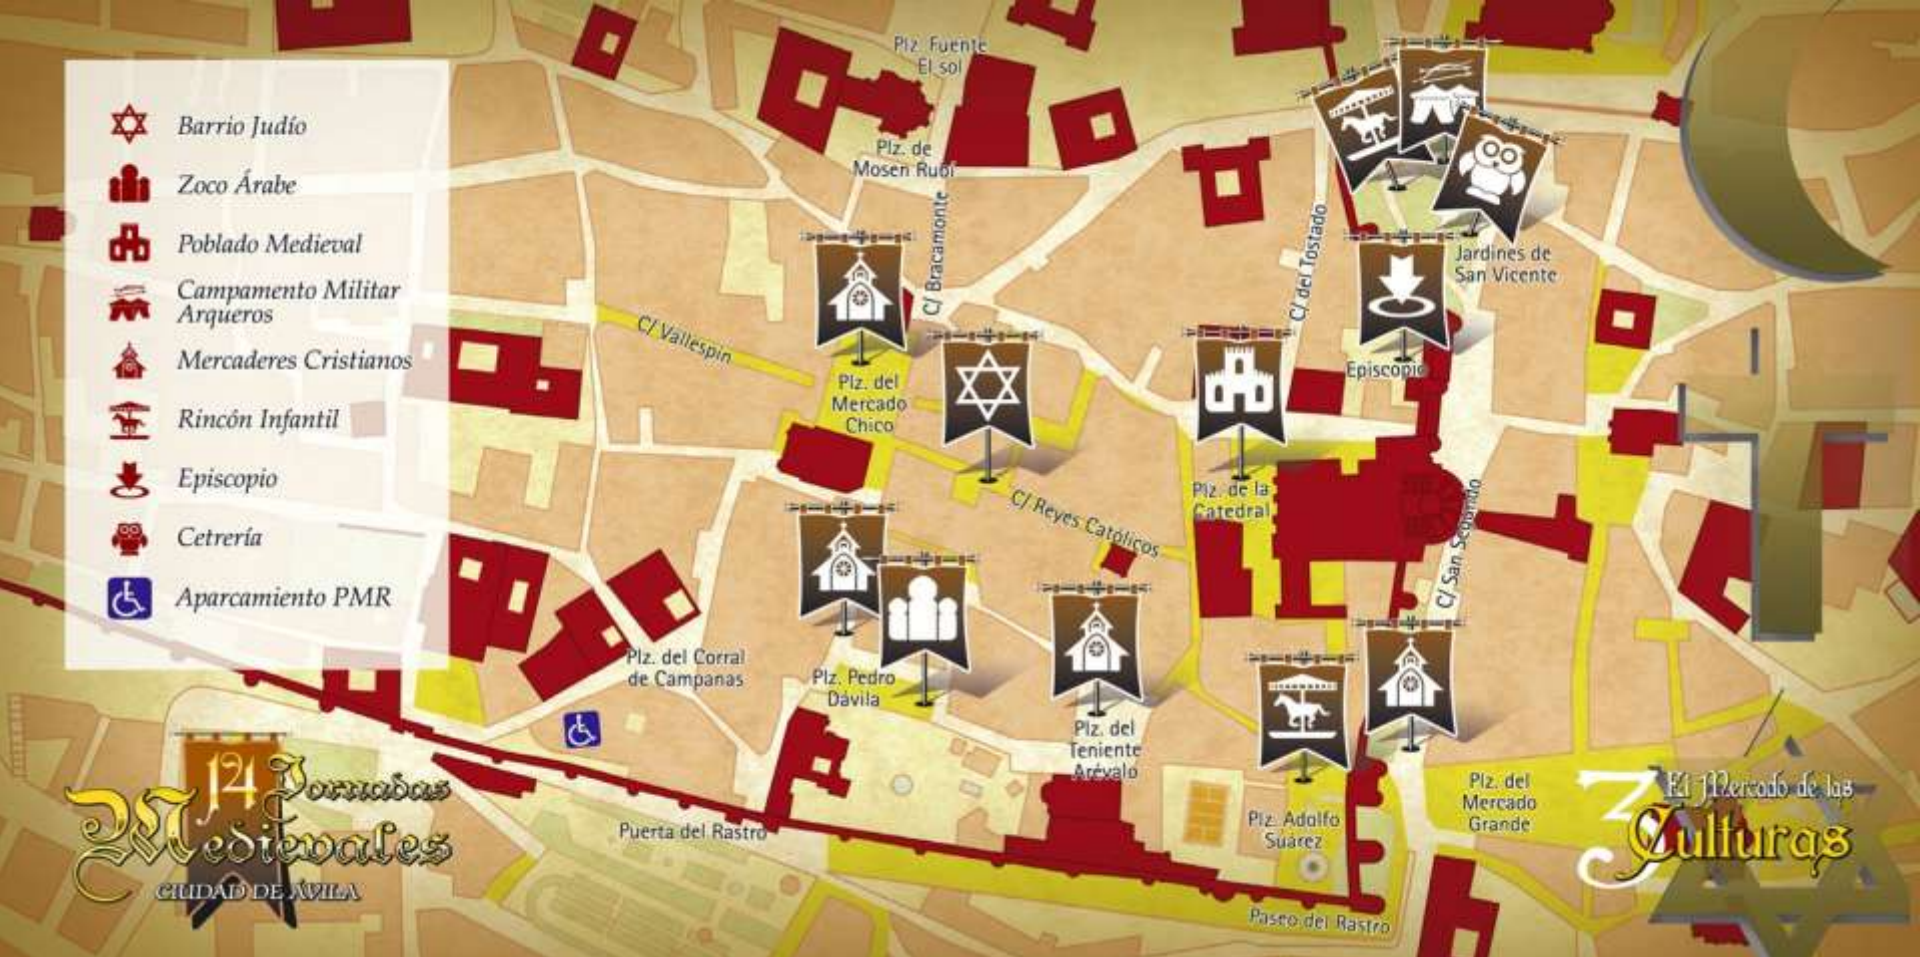 Barrio Judío
Zoco Árabe
Poblado Medieval
Campamento Militar
Arqueros
Mercaderes Cristianos
Rincón Infantil
Episcopio
Cetrería
Aparcamiento PMR
Plz. Fuente
El sol
Plz. de
Mosen Rubí
C/ Bracamonte
C/ del Tostado
Jardines de
San Vicente
C/ Vallespin
Plz. del
Mercado
Chico
Episcopio
C/ Reyes Católicos
Plz. de la
Catedral
C/ San Segundo
Plz. del Corral
de Campanas
Plz. Pedro
Dávila
Plz. del
Teniente
Arévalo
Puerta del Rastro
Plz. Adolfo
Suárez
Plz. del
Mercado
Grande
Paseo del Rastro
14 Jornadas
Medievales
CIUDAD DE ÁVILA
El Mercado de las
3 Culturas